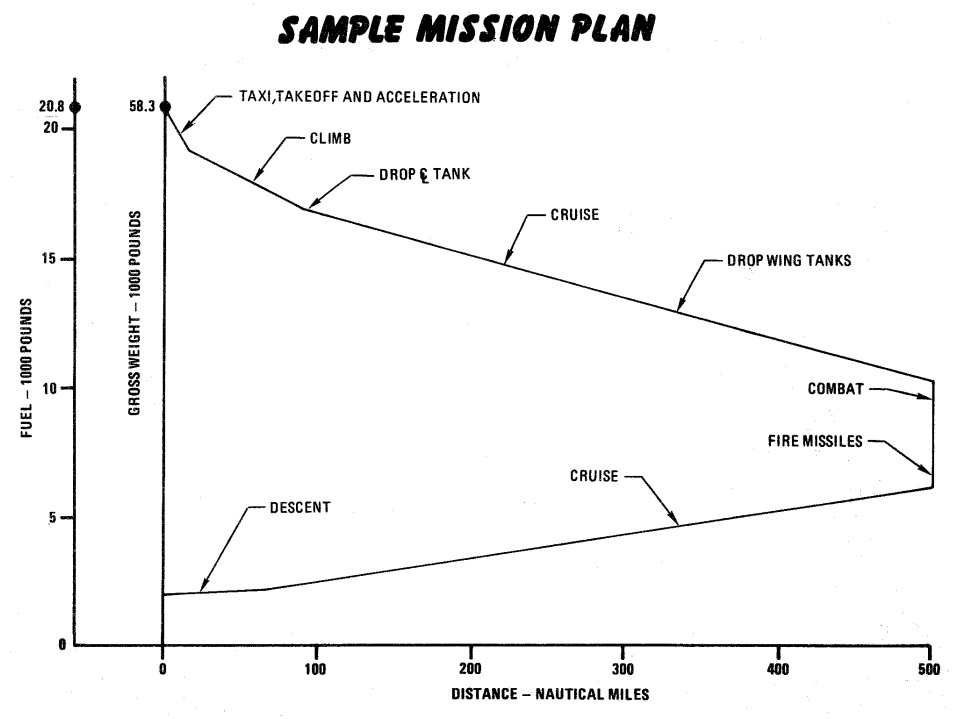 SAMPLE MISSION PLAN
TAXI, TAKEOFF AND ACCELERATION
20.8
58.3
20
CLIMB
DROP ℄ TANK
CRUISE
15
DROP WING TANKS
FUEL – 1000 POUNDS
GROSS WEIGHT – 1000 POUNDS
10
COMBAT
FIRE MISSILES
CRUISE
5
DESCENT
0
0
100
200
300
400
500
DISTANCE – NAUTICAL MILES